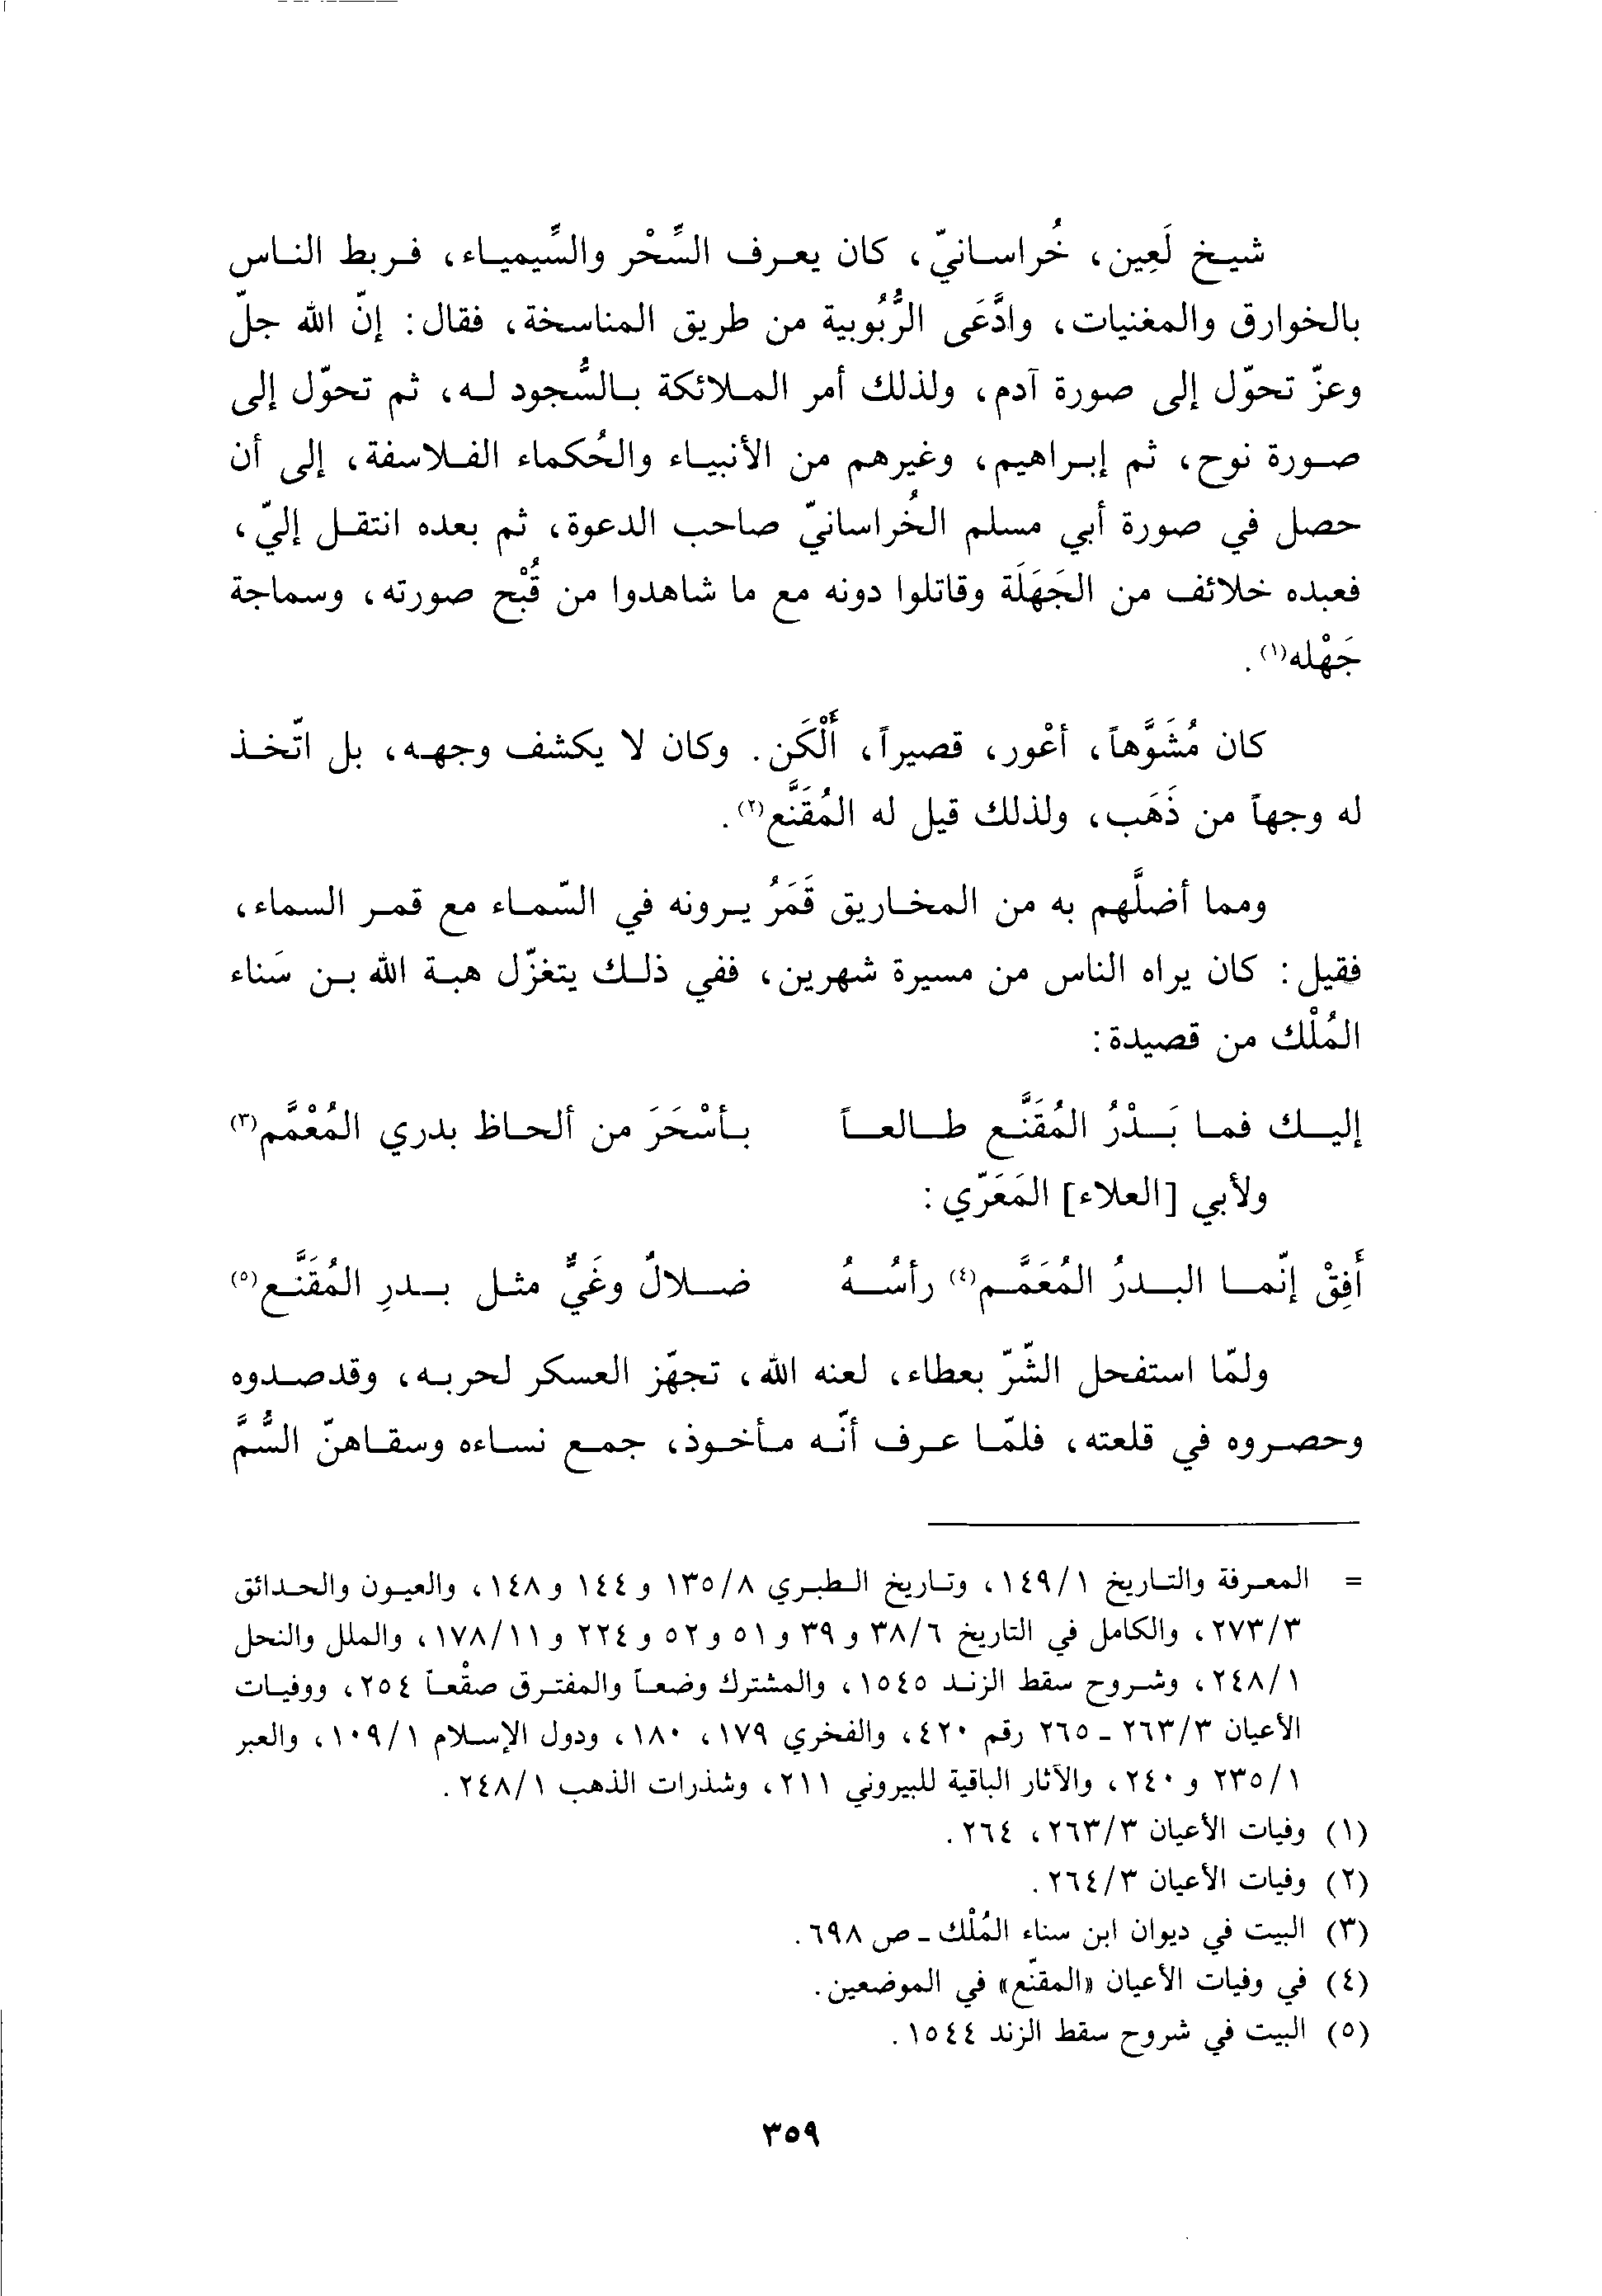 شيخ لَعِين، خُراسانيّ، كان يعرف السِّحْر والسِّيمياء، فربط الناس
بالخوارق والمغنيات، وادَّعَى الرُّبُوبية من طريق المناسخة، فقال: إنّ الله جلّ
وعزّ تحوّل إلى صورة آدم، ولذلك أمر الملائكة بالسُّجود له، ثم تحوّل إلى
صورة نوح، ثم إبراهيم، وغيرهم من الأنبياء والحُكماء الفلاسفة، إلى أن
حصل في صورة أبي مسلم الخُراسانيّ صاحب الدعوة، ثم بعده انتقل إليّ،
فعبده خلائف من الجَهَلَة وقاتلوا دونه مع ما شاهدوا من قُبْح صورته، وسماجة
جَهْله(١).
كان مُشَوَّهاً، أعْور، قصيراً، أَلْكَن. وكان لا يكشف وجهه، بل اتّخذ
له وجهاً من ذَهَب، ولذلك قيل له المُقَنَّع(٢).
ومما أضلَّهم به من المخاريق قَمَرُ يرونه في السّماء مع قمر السماء،
فقيل: كان يراه الناس من مسيرة شهرين، ففي ذلك يتغزّل هبة الله بن سَناء
المُلْك من قصيدة:
إليك فما بَدْرُ المُقَنَّع طالعاً بأسْحَرَ من ألحاظ بدري المُعْمَّم(٣)
ولأبي [العلاء] المَعَرّي:
أَفِقْ إنّما البدرُ المُعَمَّم(٤) رأسُهُ ضلالٌ وغَيٌّ مثل بدرِ المُقَنَّع(٥)
ولمّا استفحل الشّرّ بعطاء، لعنه الله، تجهّز العسكر لحربه، وقدصدوه
وحصروه في قلعته، فلمّا عرف أنّه مأخوذ، جمع نساءه وسقاهنّ السُّمَّ
= المعرفة والتاريخ ١/١٤٩، وتاريخ الطبري ٨/١٣٥ و ١٤٤ و١٤٨، والعيون والحدائق
٣/٢٧٣، والكامل في التاريخ ٦/٣٨ و ٣٩ و ٥١ و ٥٢ و ٢٢٤ و ١١/١٧٨، والملل والنحل
١/٢٤٨، وشروح سقط الزند ١٥٤٥، والمشترك وضعاً والمفترق صقْعاً ٢٥٤، ووفيات
الأعيان ٣/٢٦٣ - ٢٦٥ رقم ٤٢٠، والفخري ١٧٩، ١٨٠، ودول الإسلام ١/١٠٩، والعبر
١/٢٣٥ و ٢٤٠، والآثار الباقية للبيروني ٢١١، وشذرات الذهب ١/٢٤٨.
(١) وفيات الأعيان ٣/٢٦٣، ٢٦٤.
(٢) وفيات الأعيان ٣/٢٦٤.
(٣) البيت في ديوان ابن سناء المُلْك - ص ٦٩٨.
(٤) في وفيات الأعيان «المقنّع» في الموضعين.
(٥) البيت في شروح سقط الزند ١٥٤٤.
٣٥٩